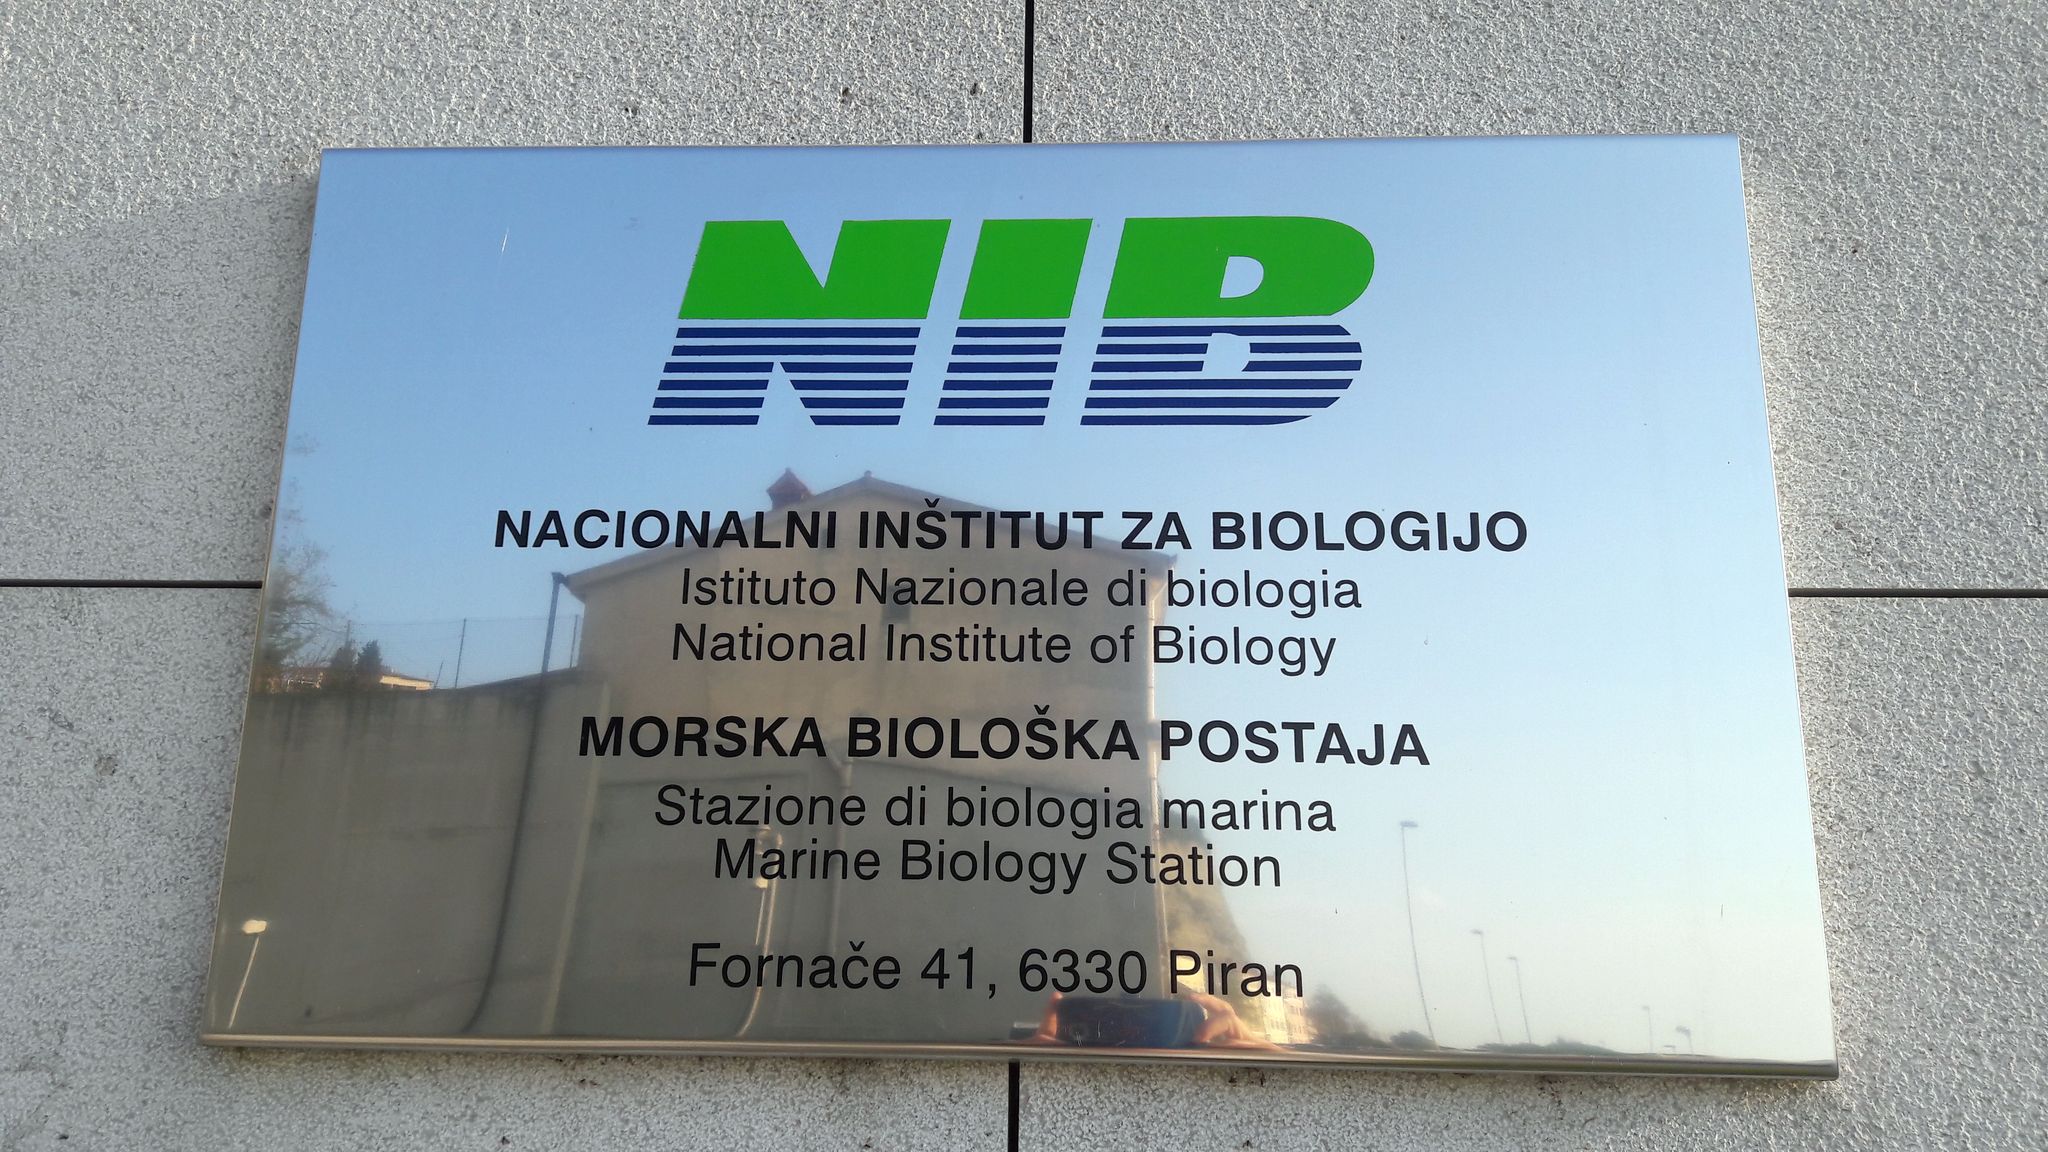 NIB
NACIONALNI INŠTITUT ZA BIOLOGIJO
Istituto Nazionale di biologia
National Institute of Biology
MORSKA BIOLOŠKA POSTAJA
Stazione di biologia marina
Marine Biology Station
Fornače 41, 6330 Piran